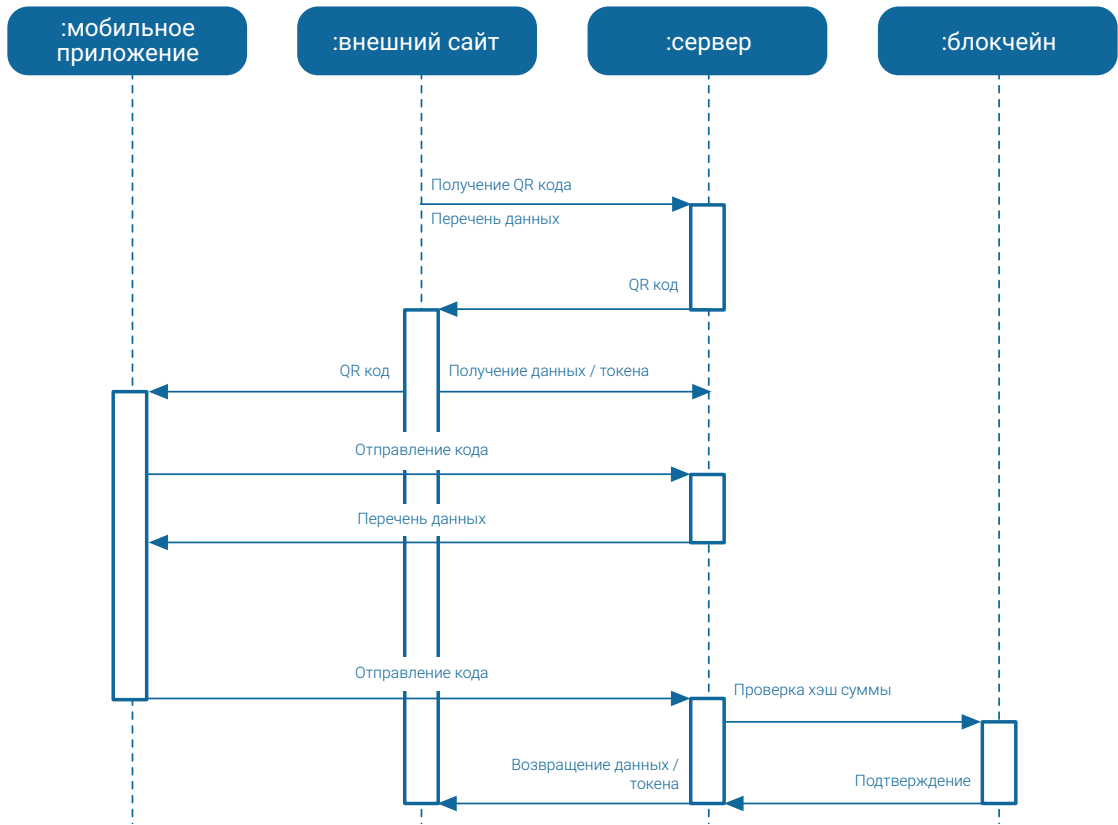 :мобильное
приложение
:внешний сайт
:сервер
:блокчейн
Получение QR кода
Перечень данных
QR код
QR код
Получение данных / токена
Отправление кода
Перечень данных
Отправление кода
Проверка хэш суммы
Возвращение данных /
токена
Подтверждение